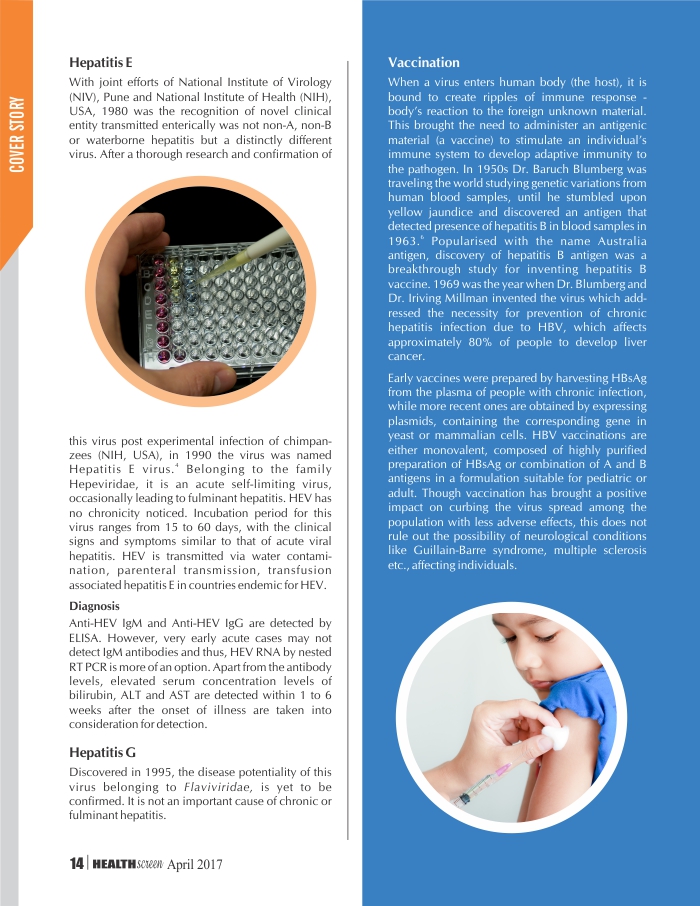 COVER STORY
Hepatitis E
With joint efforts of National Institute of Virology
(NIV), Pune and National Institute of Health (NIH),
USA, 1980 was the recognition of novel clinical
entity transmitted enterically was not non-A, non-B
or waterborne hepatitis but a distinctly different
virus. After a thorough research and confirmation of
this virus post experimental infection of chimpan-
zees (NIH, USA), in 1990 the virus was named
Hepatitis E virus.4 Belonging to the family
Hepeviridae, it is an acute self-limiting virus,
occasionally leading to fulminant hepatitis. HEV has
no chronicity noticed. Incubation period for this
virus ranges from 15 to 60 days, with the clinical
signs and symptoms similar to that of acute viral
hepatitis. HEV is transmitted via water contami-
nation, parenteral transmission, transfusion
associated hepatitis E in countries endemic for HEV.
Diagnosis
Anti-HEV IgM and Anti-HEV IgG are detected by
ELISA. However, very early acute cases may not
detect IgM antibodies and thus, HEV RNA by nested
RT PCR is more of an option. Apart from the antibody
levels, elevated serum concentration levels of
bilirubin, ALT and AST are detected within 1 to 6
weeks after the onset of illness are taken into
consideration for detection.
Hepatitis G
Discovered in 1995, the disease potentiality of this
virus belonging to Flaviviridae, is yet to be
confirmed. It is not an important cause of chronic or
fulminant hepatitis.
Vaccination
When a virus enters human body (the host), it is
bound to create ripples of immune response -
body's reaction to the foreign unknown material.
This brought the need to administer an antigenic
material (a vaccine) to stimulate an individual's
immune system to develop adaptive immunity to
the pathogen. In 1950s Dr. Baruch Blumberg was
traveling the world studying genetic variations from
human blood samples, until he stumbled upon
yellow jaundice and discovered an antigen that
detected presence of hepatitis B in blood samples in
1963.6 Popularised with the name Australia
antigen, discovery of hepatitis B antigen was a
breakthrough study for inventing hepatitis B
vaccine. 1969 was the year when Dr. Blumberg and
Dr. Iriving Millman invented the virus which add-
ressed the necessity for prevention of chronic
hepatitis infection due to HBV, which affects
approximately 80% of people to develop liver
cancer.
Early vaccines were prepared by harvesting HBsAg
from the plasma of people with chronic infection,
while more recent ones are obtained by expressing
plasmids, containing the corresponding gene in
yeast or mammalian cells. HBV vaccinations are
either monovalent, composed of highly purified
preparation of HBsAg or combination of A and B
antigens in a formulation suitable for pediatric or
adult. Though vaccination has brought a positive
impact on curbing the virus spread among the
population with less adverse effects, this does not
rule out the possibility of neurological conditions
like Guillain-Barre syndrome, multiple sclerosis
etc., affecting individuals.
14 | HEALTHscreen April 2017